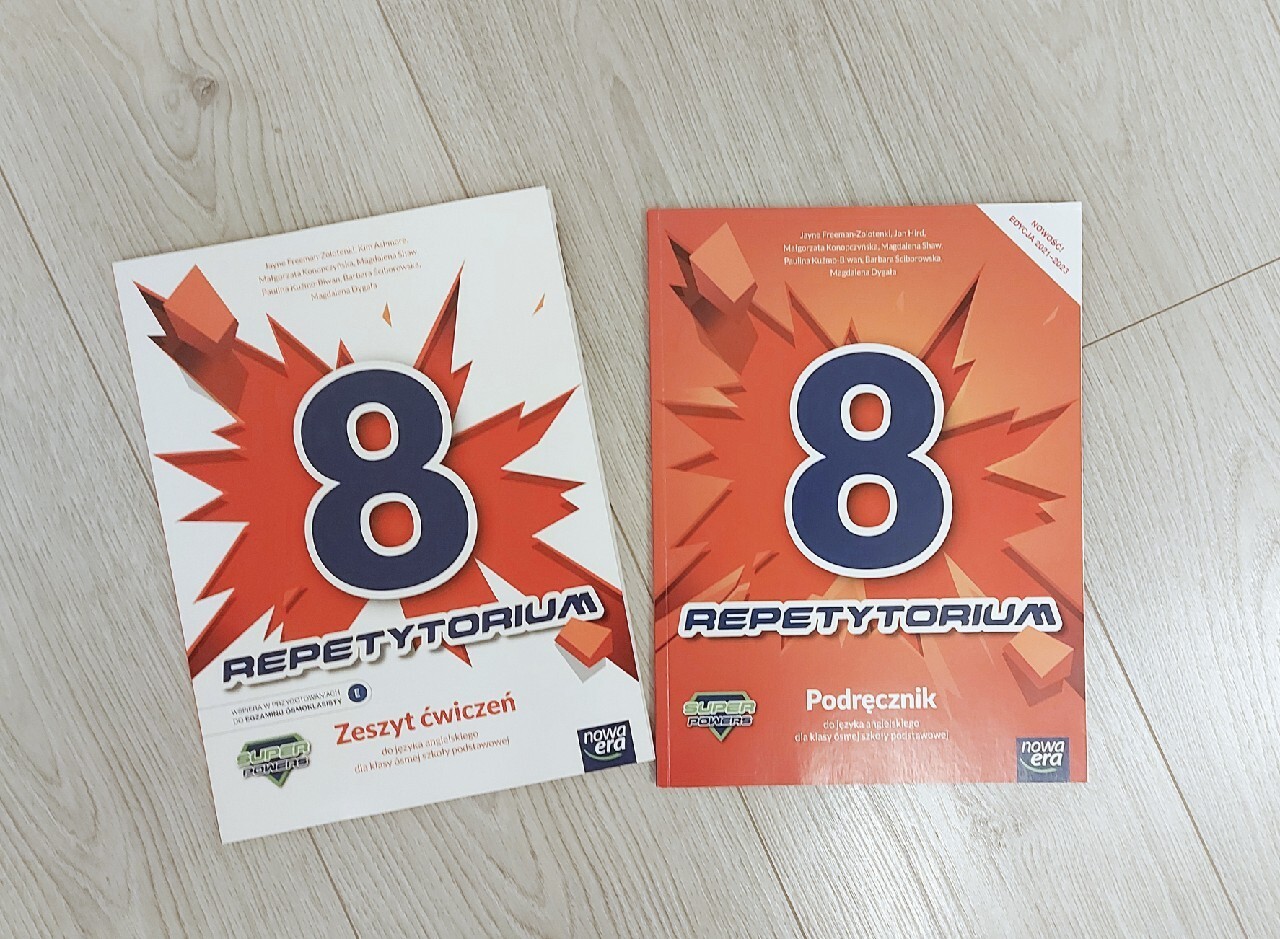 Jayne Freeman-Zolotenki, Kim Ashmore,
Małgorzata Konopczyńska, Magdalena Shaw
Paulina Kuźmo-Biwan, Barbara Ściborowska,
Magdalena Dygała
8
REPETYTORIUM
WSPIERA W PRZYGOTOWANIACH
DO EGZAMINU ÓSMOKLASISTY
Zeszyt ćwiczeń
do języka angielskiego
dla klasy ósmej szkoły podstawowej
SUPER
POWERS
nowa
era
Jayne Freeman-Zolotenki, Jon Hird,
Małgorzata Konopczyńska, Magdalena Shaw
Paulina Kuźmo-Biwan, Barbara Ściborowska,
Magdalena Dygała
NOWOŚĆ!
EDYCJA 2021–2023
8
REPETYTORIUM
Podręcznik
do języka angielskiego
dla klasy ósmej szkoły podstawowej
SUPER
POWERS
nowa
era